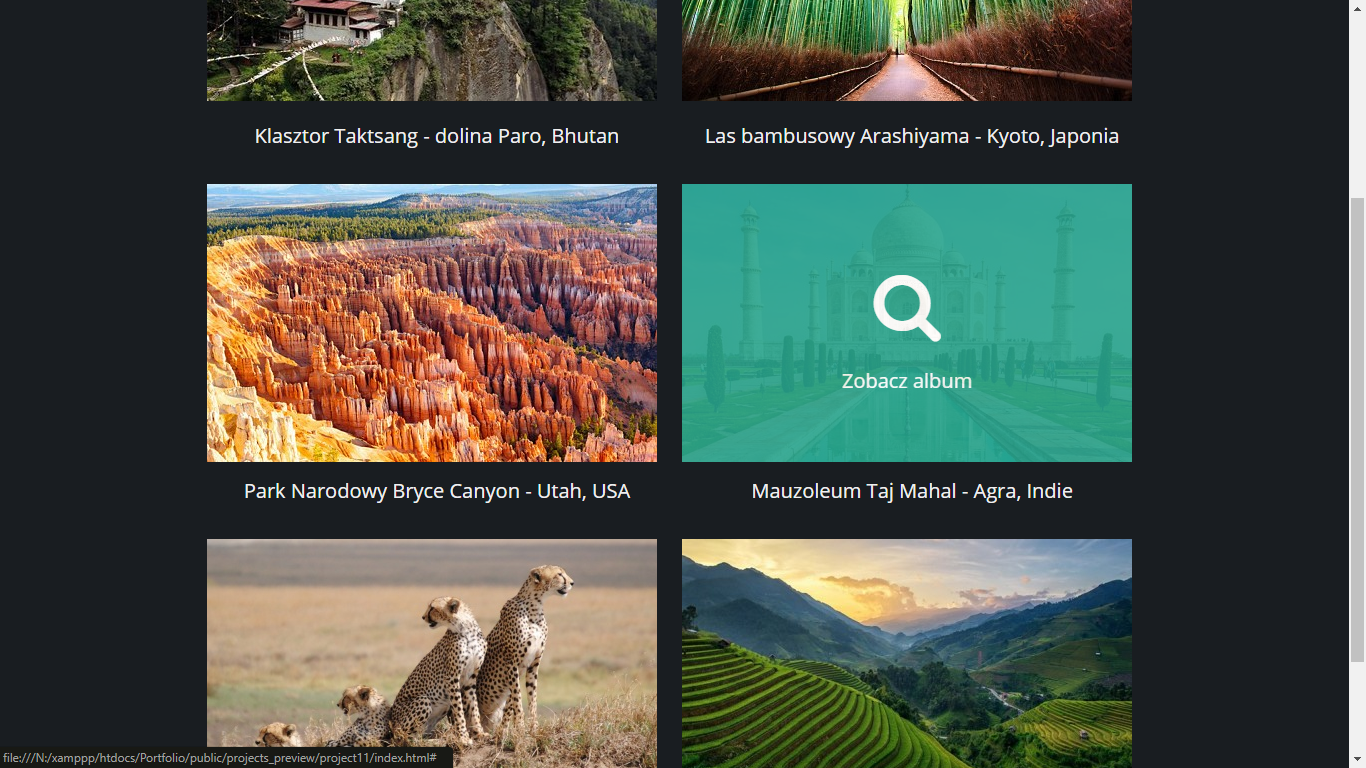 Klasztor Taktsang - dolina Paro, Bhutan
Las bambusowy Arashiyama - Kyoto, Japonia
Zobacz album
Park Narodowy Bryce Canyon - Utah, USA
Mauzoleum Taj Mahal - Agra, Indie
file:///N:/xamppp/htdocs/Portfolio/public/projects_preview/project11/index.html#